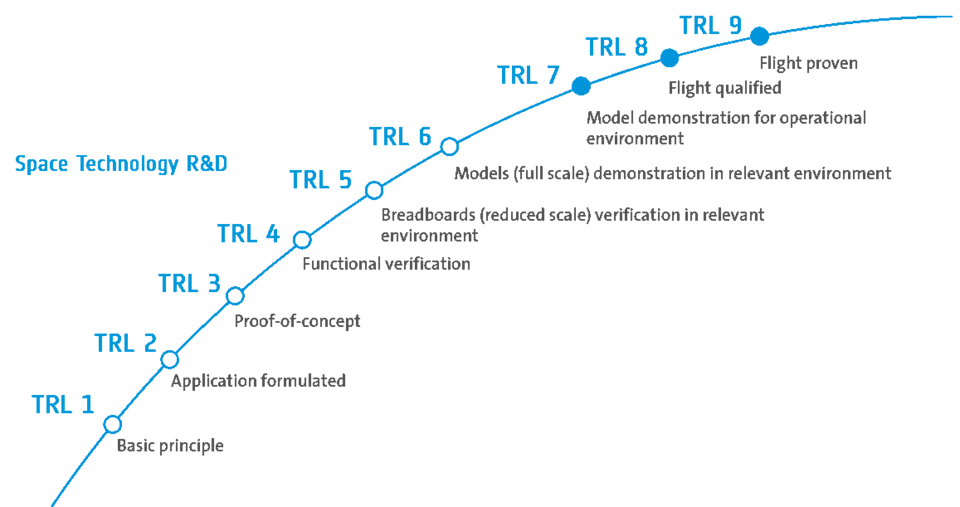 TRL 9
Flight proven
TRL 8
Flight qualified
TRL 7
Model demonstration for operational
environment
TRL 6
Models (full scale) demonstration in relevant environment
Space Technology R&D
TRL 5
Breadboards (reduced scale) verification in relevant
environment
TRL 4
Functional verification
TRL 3
Proof-of-concept
TRL 2
Application formulated
TRL 1
Basic principle